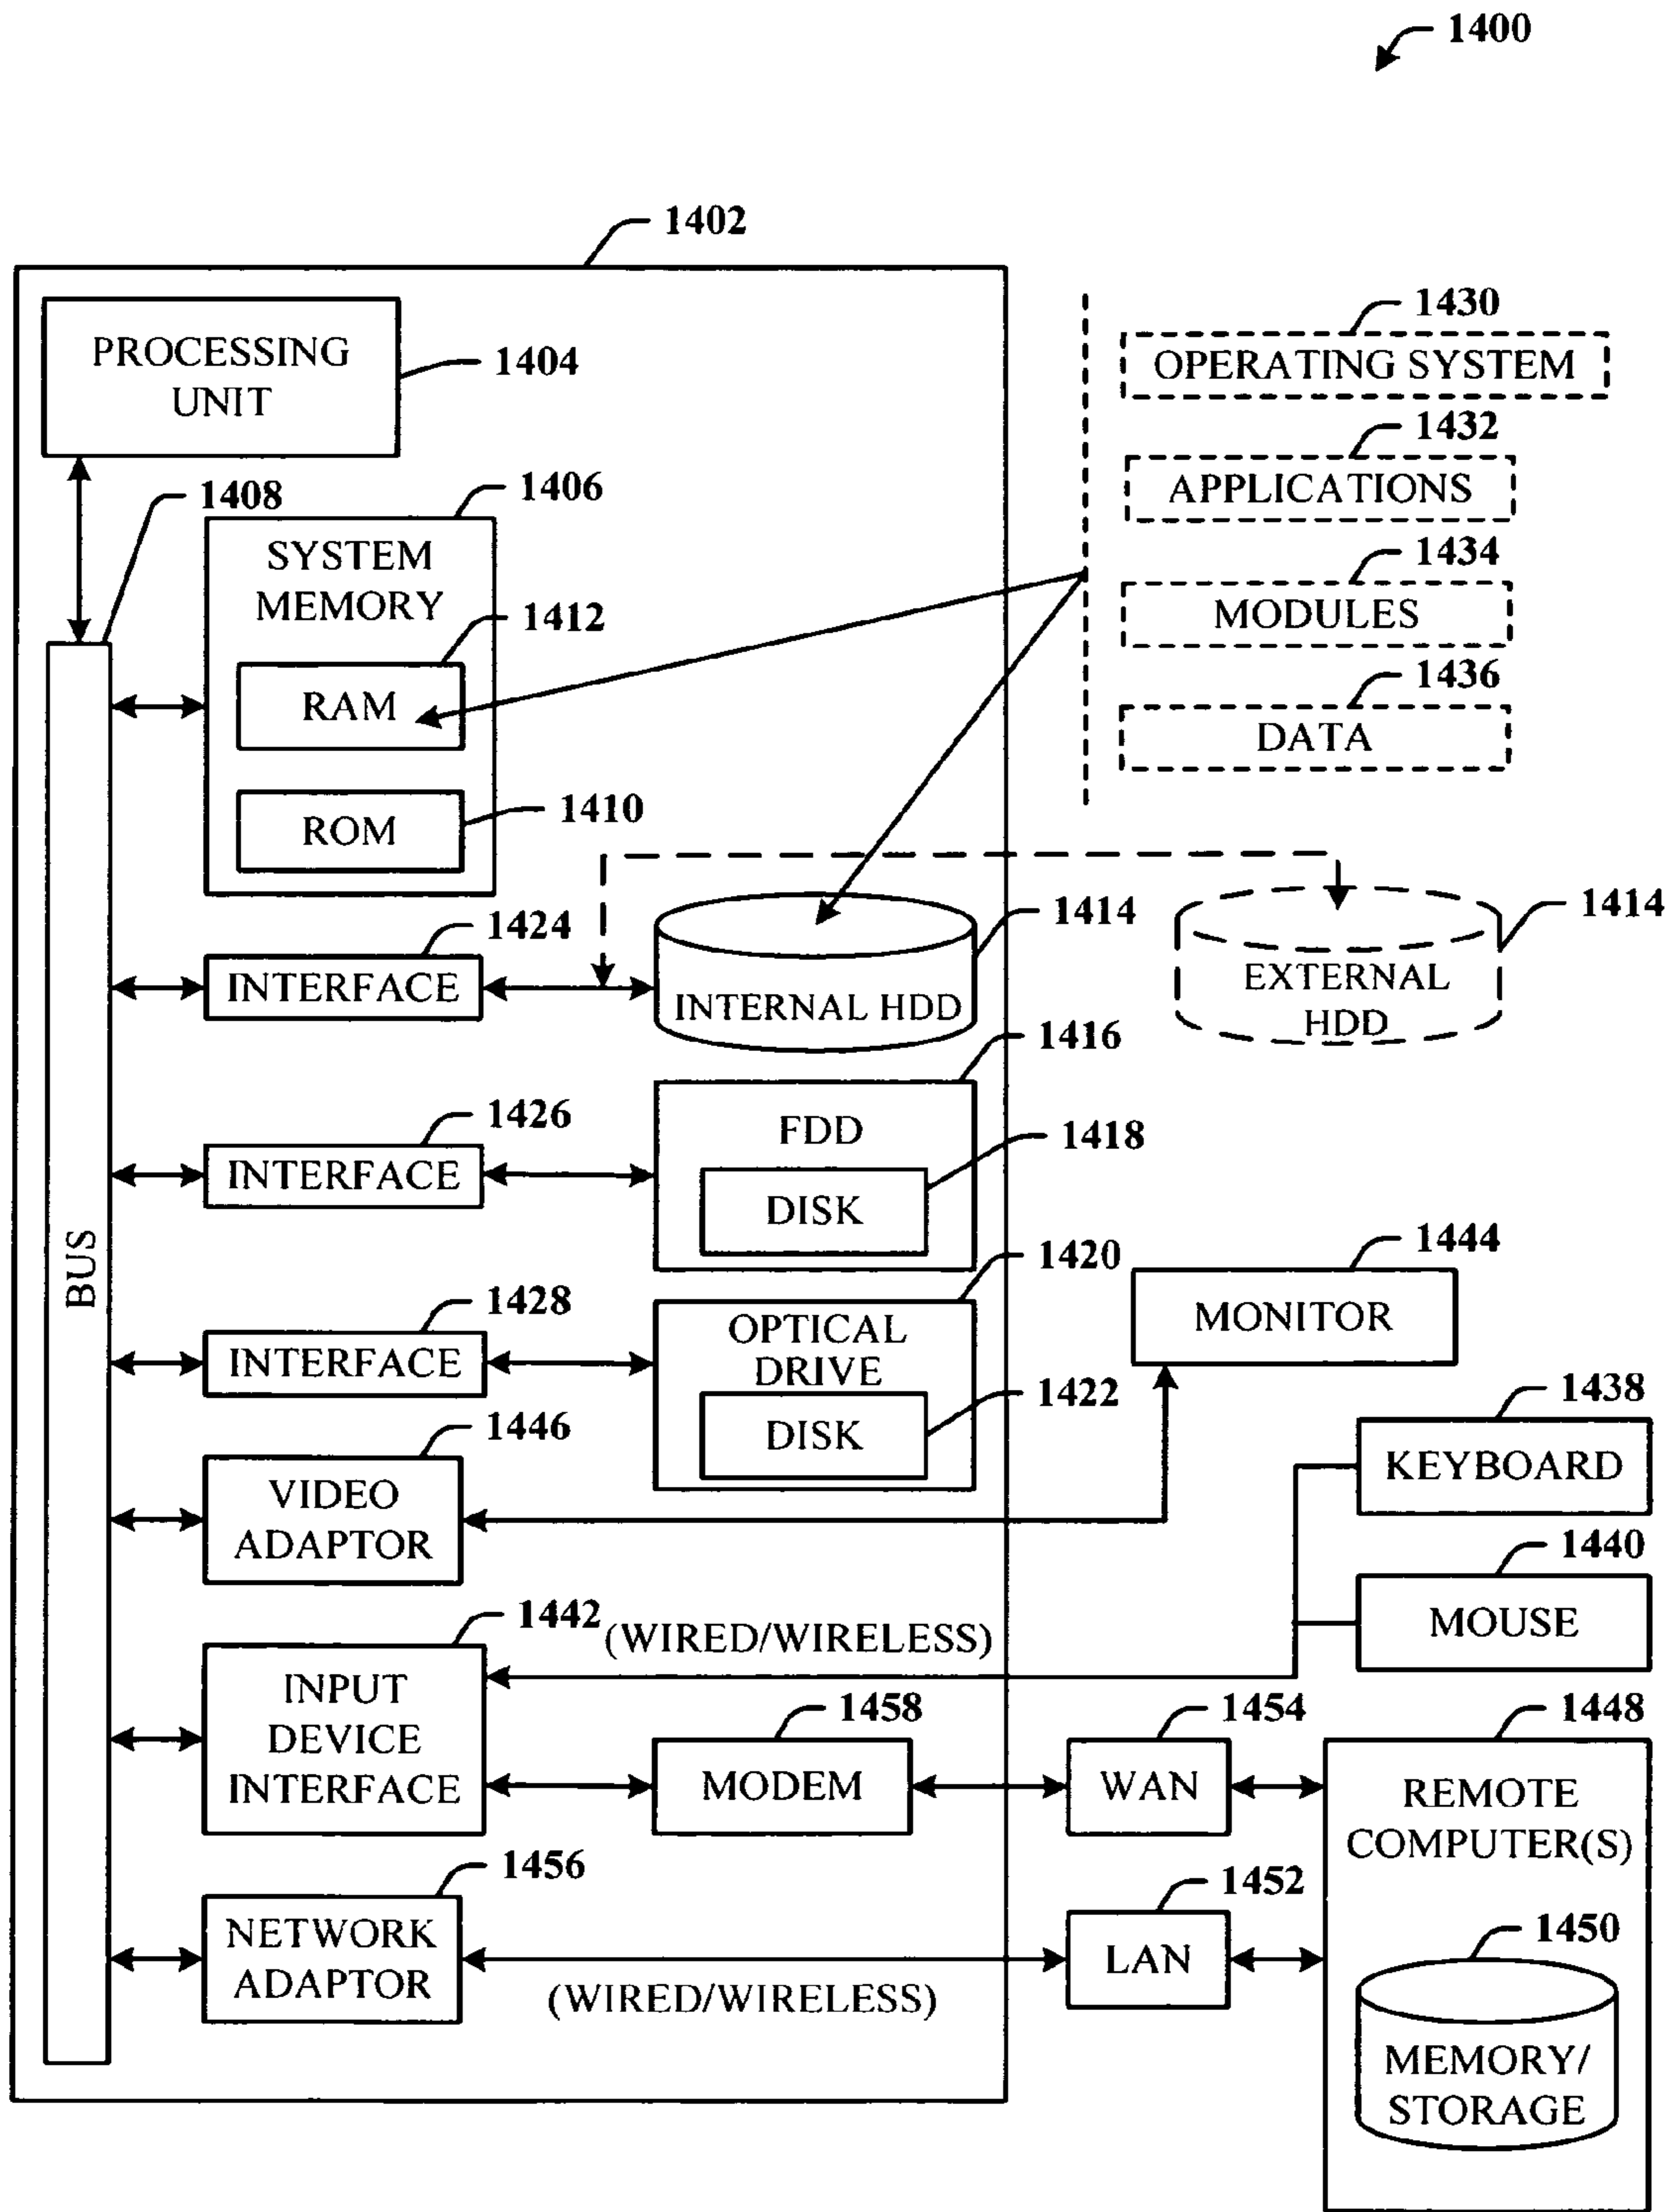 1400
1402
PROCESSING
UNIT
1404
1430
OPERATING SYSTEM
1432
APPLICATIONS
1434
MODULES
1436
DATA
1408
1406
SYSTEM
MEMORY
1412
RAM
1410
ROM
1424
INTERFACE
1414
INTERNAL HDD
1414
EXTERNAL
HDD
1426
INTERFACE
1416
FDD
1418
DISK
BUS
1428
INTERFACE
1420
OPTICAL
DRIVE
1422
DISK
1444
MONITOR
1446
VIDEO
ADAPTOR
1438
KEYBOARD
1440
MOUSE
1442
(WIRED/WIRELESS)
INPUT
DEVICE
INTERFACE
1458
MODEM
1454
WAN
1448
REMOTE
COMPUTER(S)
1456
NETWORK
ADAPTOR
(WIRED/WIRELESS)
1452
LAN
1450
MEMORY/
STORAGE